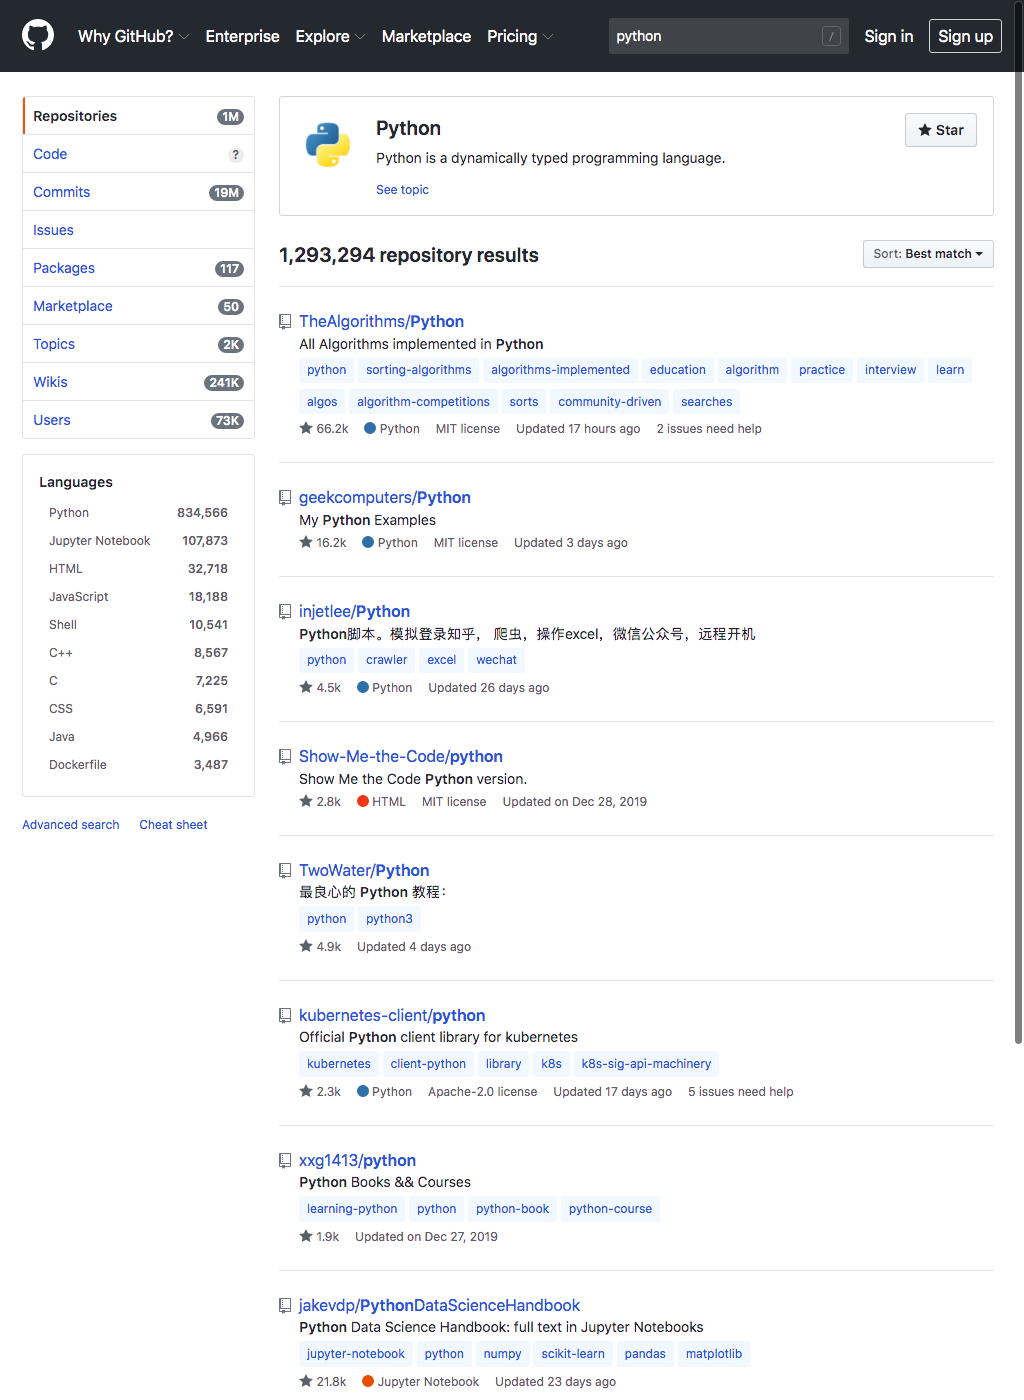 Why GitHub? Enterprise Explore Marketplace Pricing python / Sign in Sign up
Repositories 1M
Code ?
Commits 19M
Issues
Packages 117
Marketplace 50
Topics 2K
Wikis 241K
Users 73K
Languages
Python 834,566
Jupyter Notebook 107,873
HTML 32,718
JavaScript 18,188
Shell 10,541
C++ 8,567
C 7,225
CSS 6,591
Java 4,966
Dockerfile 3,487
Advanced search Cheat sheet
Python
Star
Python is a dynamically typed programming language.
See topic
1,293,294 repository results
Sort: Best match
TheAlgorithms/Python
All Algorithms implemented in Python
python sorting-algorithms algorithms-implemented education algorithm practice interview learn
algos algorithm-competitions sorts community-driven searches
66.2k Python MIT license Updated 17 hours ago 2 issues need help
geekcomputers/Python
My Python Examples
16.2k Python MIT license Updated 3 days ago
injetlee/Python
Python脚本。模拟登录知乎， 爬虫，操作excel，微信公众号，远程开机
python crawler excel wechat
4.5k Python Updated 26 days ago
Show-Me-the-Code/python
Show Me the Code Python version.
2.8k HTML MIT license Updated on Dec 28, 2019
TwoWater/Python
最良心的 Python 教程：
python python3
4.9k Updated 4 days ago
kubernetes-client/python
Official Python client library for kubernetes
kubernetes client-python library k8s k8s-sig-api-machinery
2.3k Python Apache-2.0 license Updated 17 days ago 5 issues need help
xxg1413/python
Python Books && Courses
learning-python python python-book python-course
1.9k Updated on Dec 27, 2019
jakevdp/PythonDataScienceHandbook
Python Data Science Handbook: full text in Jupyter Notebooks
jupyter-notebook python numpy scikit-learn pandas matplotlib
21.8k Jupyter Notebook Updated 23 days ago